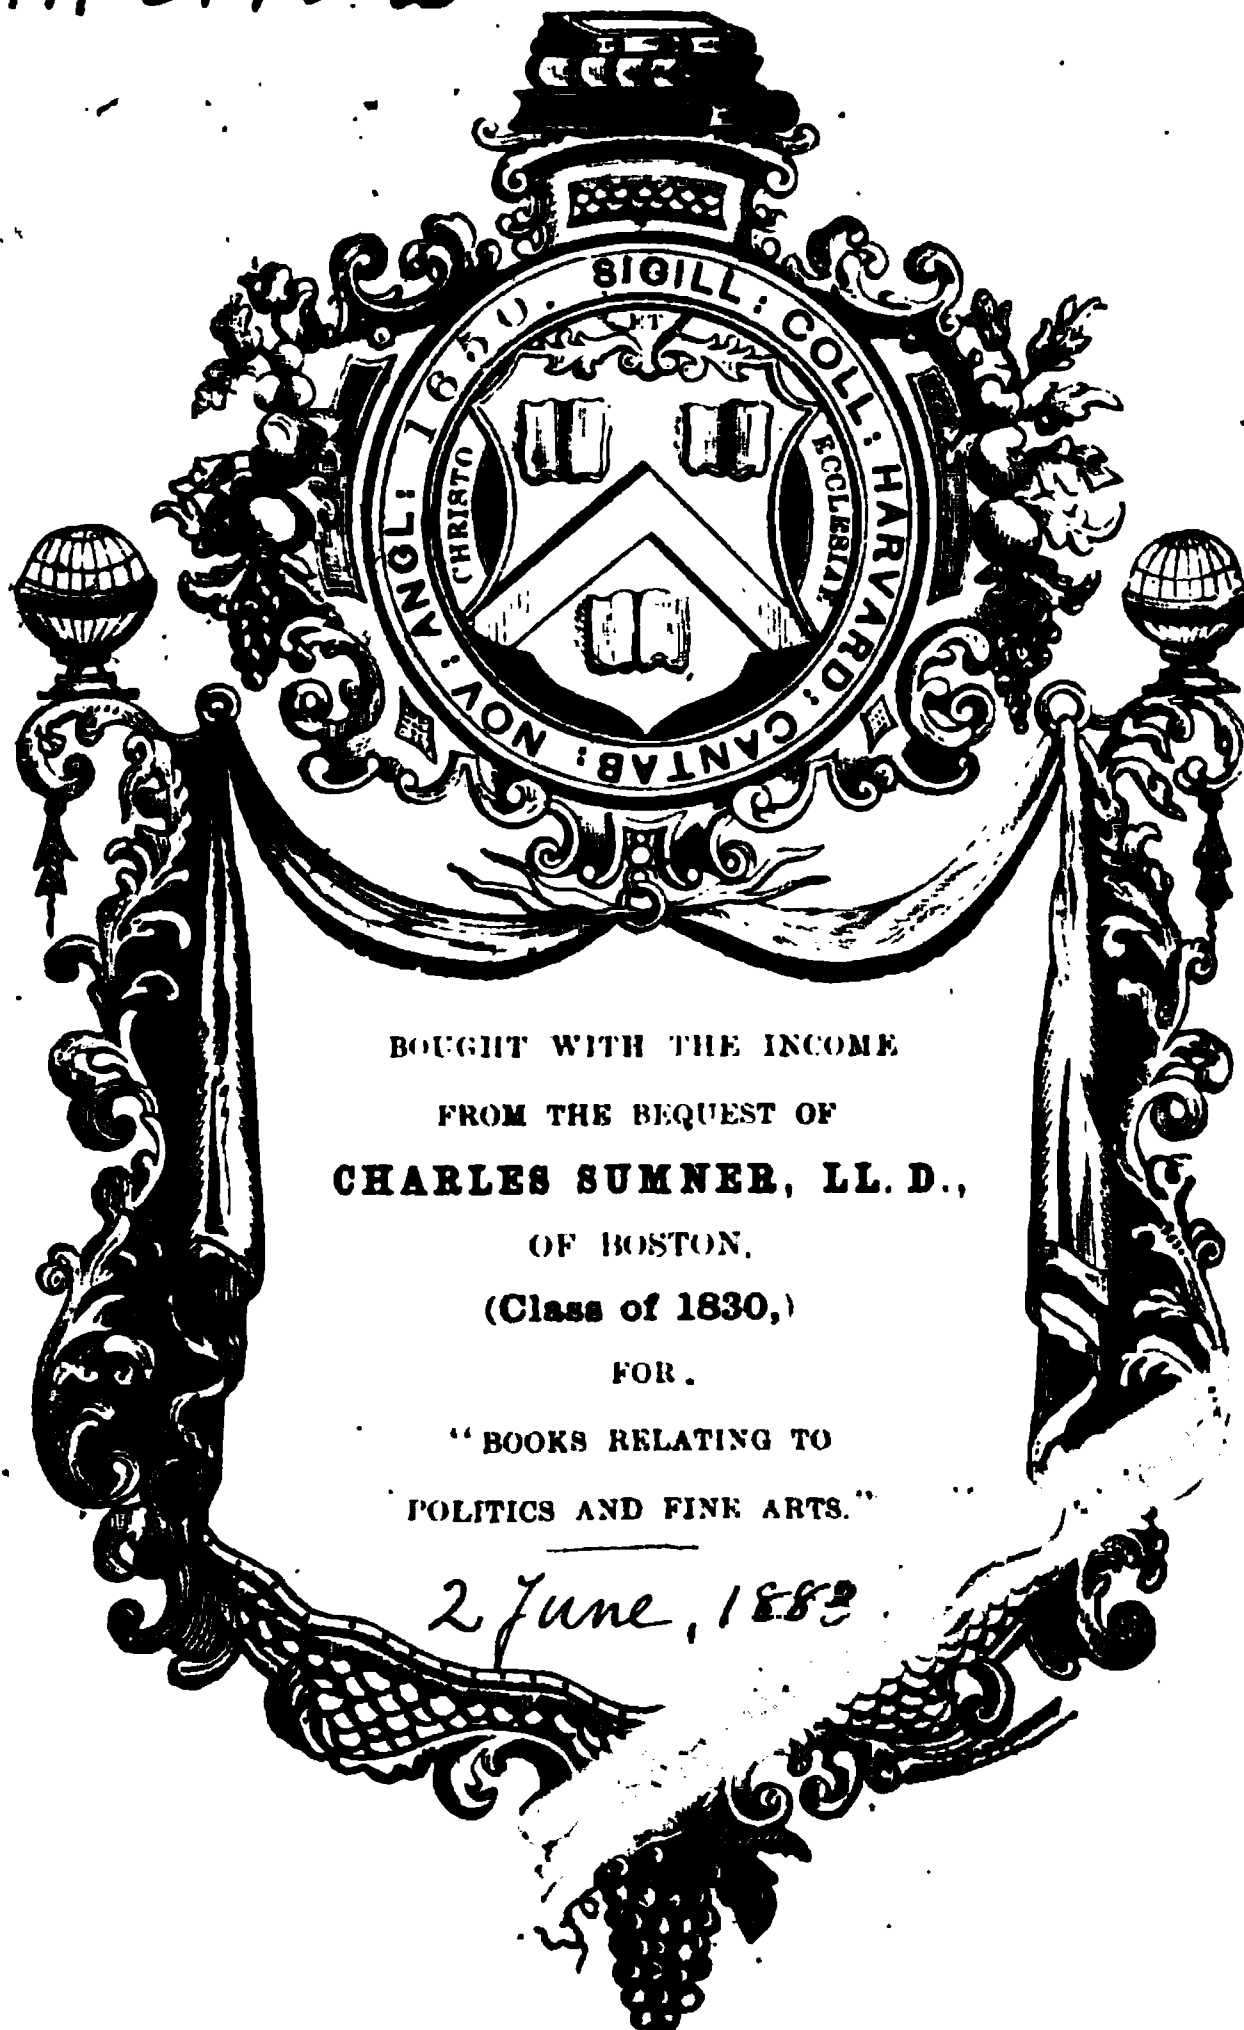 SIGILL: COLL: HARVARD: CANTAB: NOV: ANGL: 1650.
ET
CHRISTO
ECCLESIAE
BOUGHT WITH THE INCOME
FROM THE BEQUEST OF
CHARLES SUMNER, LL. D.,
OF BOSTON.
(Class of 1830,)
FOR.
"BOOKS RELATING TO
POLITICS AND FINE ARTS."
2 June,